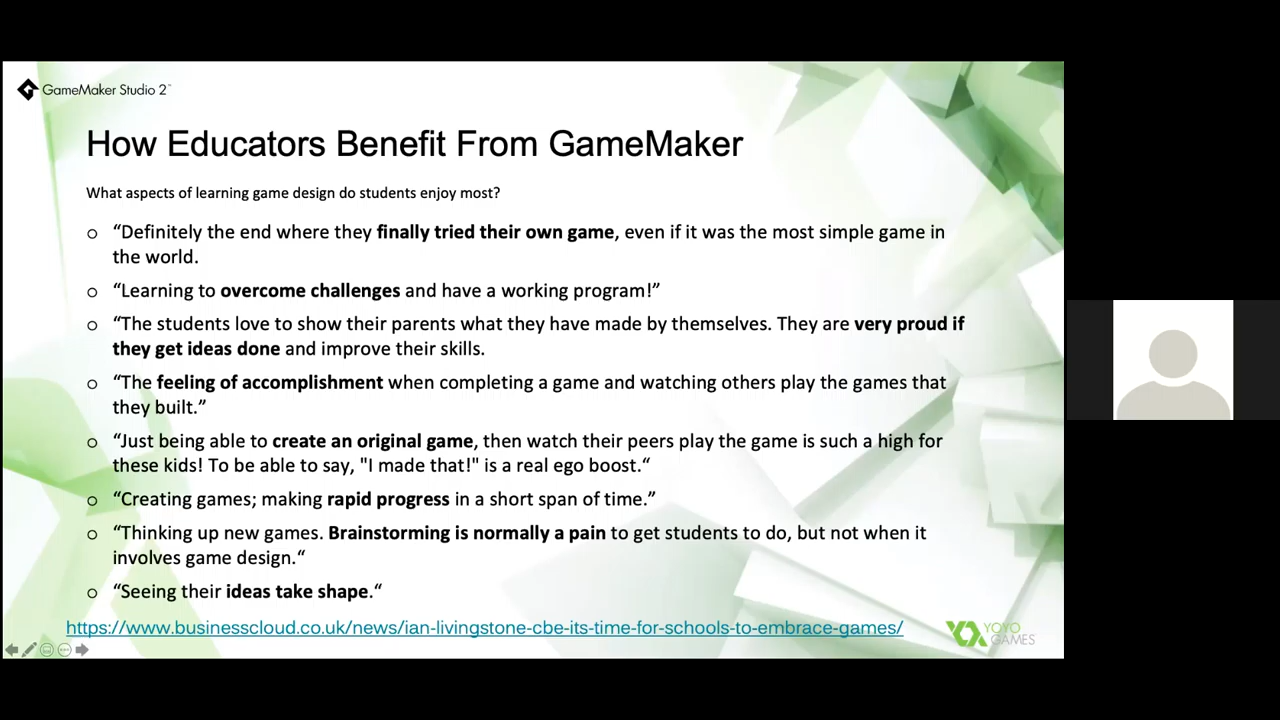 GameMaker Studio 2™
How Educators Benefit From GameMaker
What aspects of learning game design do students enjoy most?
o “Definitely the end where they finally tried their own game, even if it was the most simple game in
the world.
o “Learning to overcome challenges and have a working program!”
o “The students love to show their parents what they have made by themselves. They are very proud if
they get ideas done and improve their skills.
o “The feeling of accomplishment when completing a game and watching others play the games that
they built.”
o “Just being able to create an original game, then watch their peers play the game is such a high for
these kids! To be able to say, "I made that!" is a real ego boost.“
o “Creating games; making rapid progress in a short span of time.”
o “Thinking up new games. Brainstorming is normally a pain to get students to do, but not when it
involves game design.“
o “Seeing their ideas take shape.“
https://www.businesscloud.co.uk/news/ian-livingstone-cbe-its-time-for-schools-to-embrace-games/
YOYO
GAMES